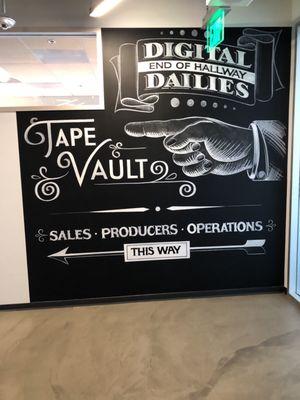 DIGITAL
END OF HALLWAY
DAILIES
TAPE
VAULT
SALES · PRODUCERS · OPERATIONS
THIS WAY